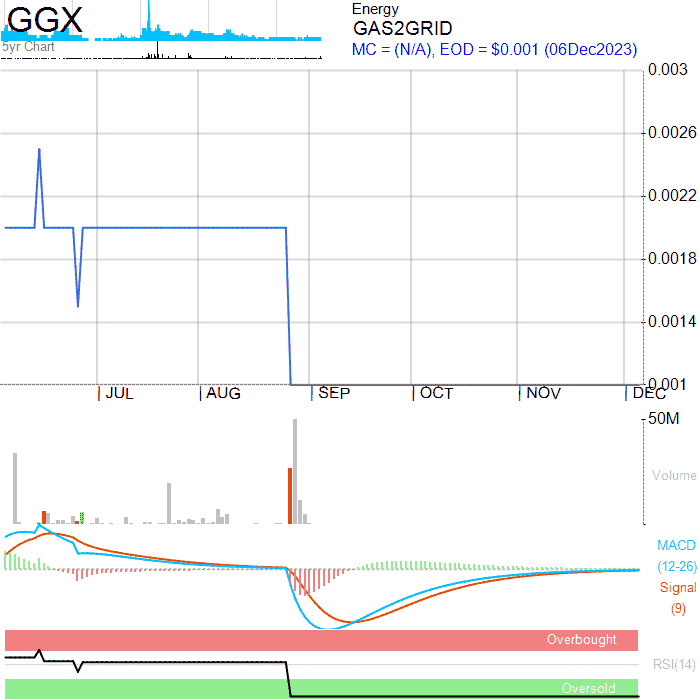 GGX
5yr Chart
Energy
GAS2GRID
MC = (N/A), EOD = $0.001 (06Dec2023)
0.003
0.0026
0.0022
0.0018
0.0014
0.001
JUL AUG SEP OCT NOV DEC
50M
Volume
MACD
(12-26)
Signal
(9)
Overbought
RSI(14)
Oversold